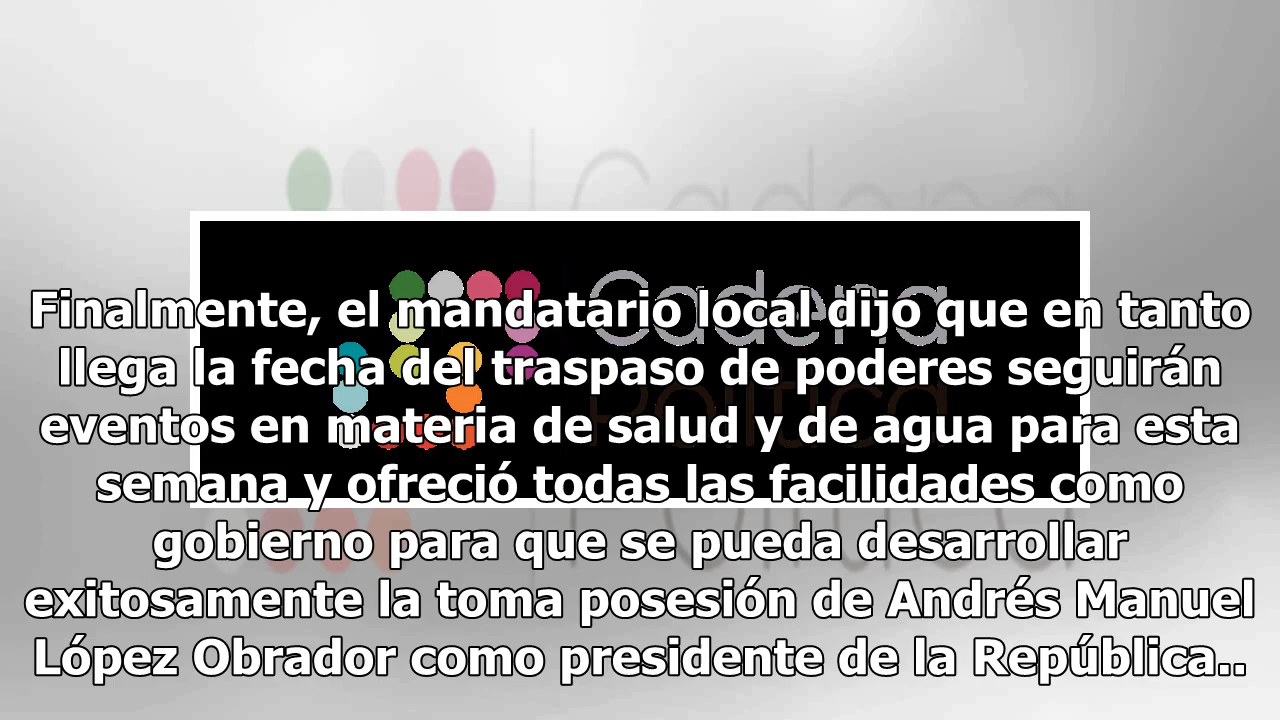 Cadena
Política
Finalmente, el mandatario local dijo que en tanto
llega la fecha del traspaso de poderes seguirán
eventos en materia de salud y de agua para esta
semana y ofreció todas las facilidades como
gobierno para que se pueda desarrollar
exitosamente la toma posesión de Andrés Manuel
López Obrador como presidente de la República..